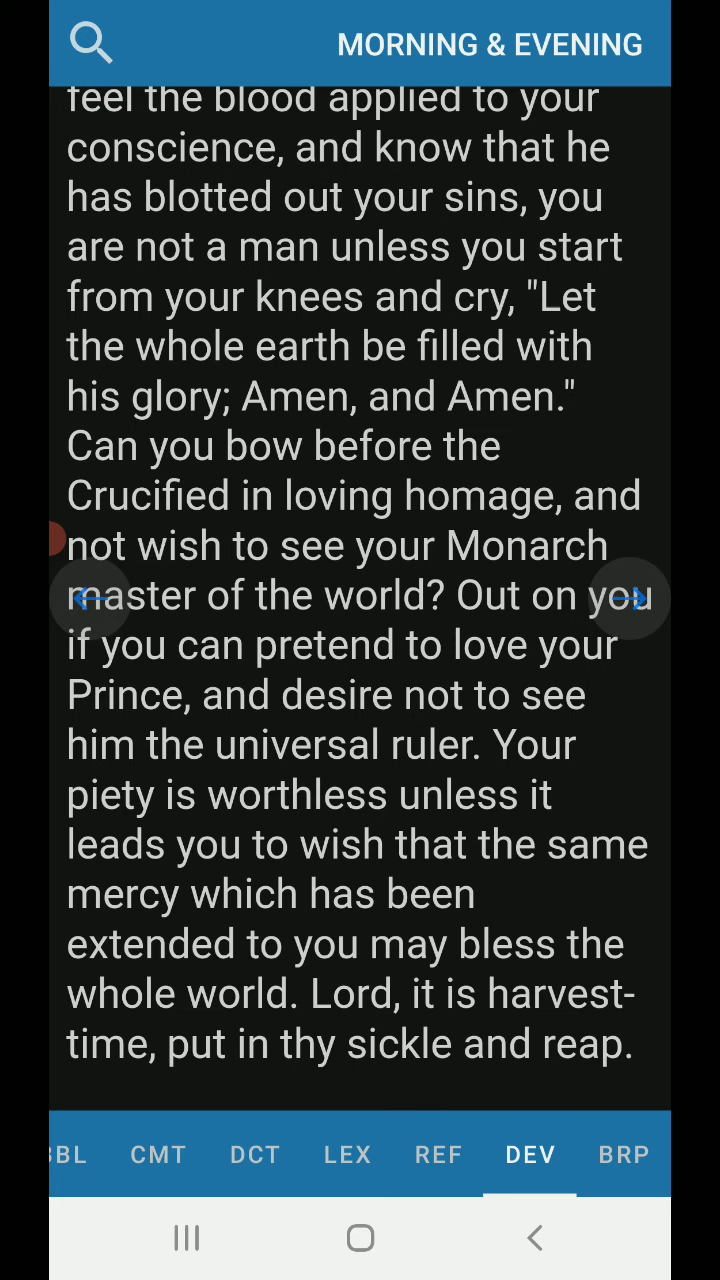 MORNING & EVENING
feel the blood applied to your
conscience, and know that he
has blotted out your sins, you
are not a man unless you start
from your knees and cry, "Let
the whole earth be filled with
his glory; Amen, and Amen."
Can you bow before the
Crucified in loving homage, and
not wish to see your Monarch
master of the world? Out on you
if you can pretend to love your
Prince, and desire not to see
him the universal ruler. Your
piety is worthless unless it
leads you to wish that the same
mercy which has been
extended to you may bless the
whole world. Lord, it is harvest-
time, put in thy sickle and reap.
BBL CMT DCT LEX REF DEV BRP